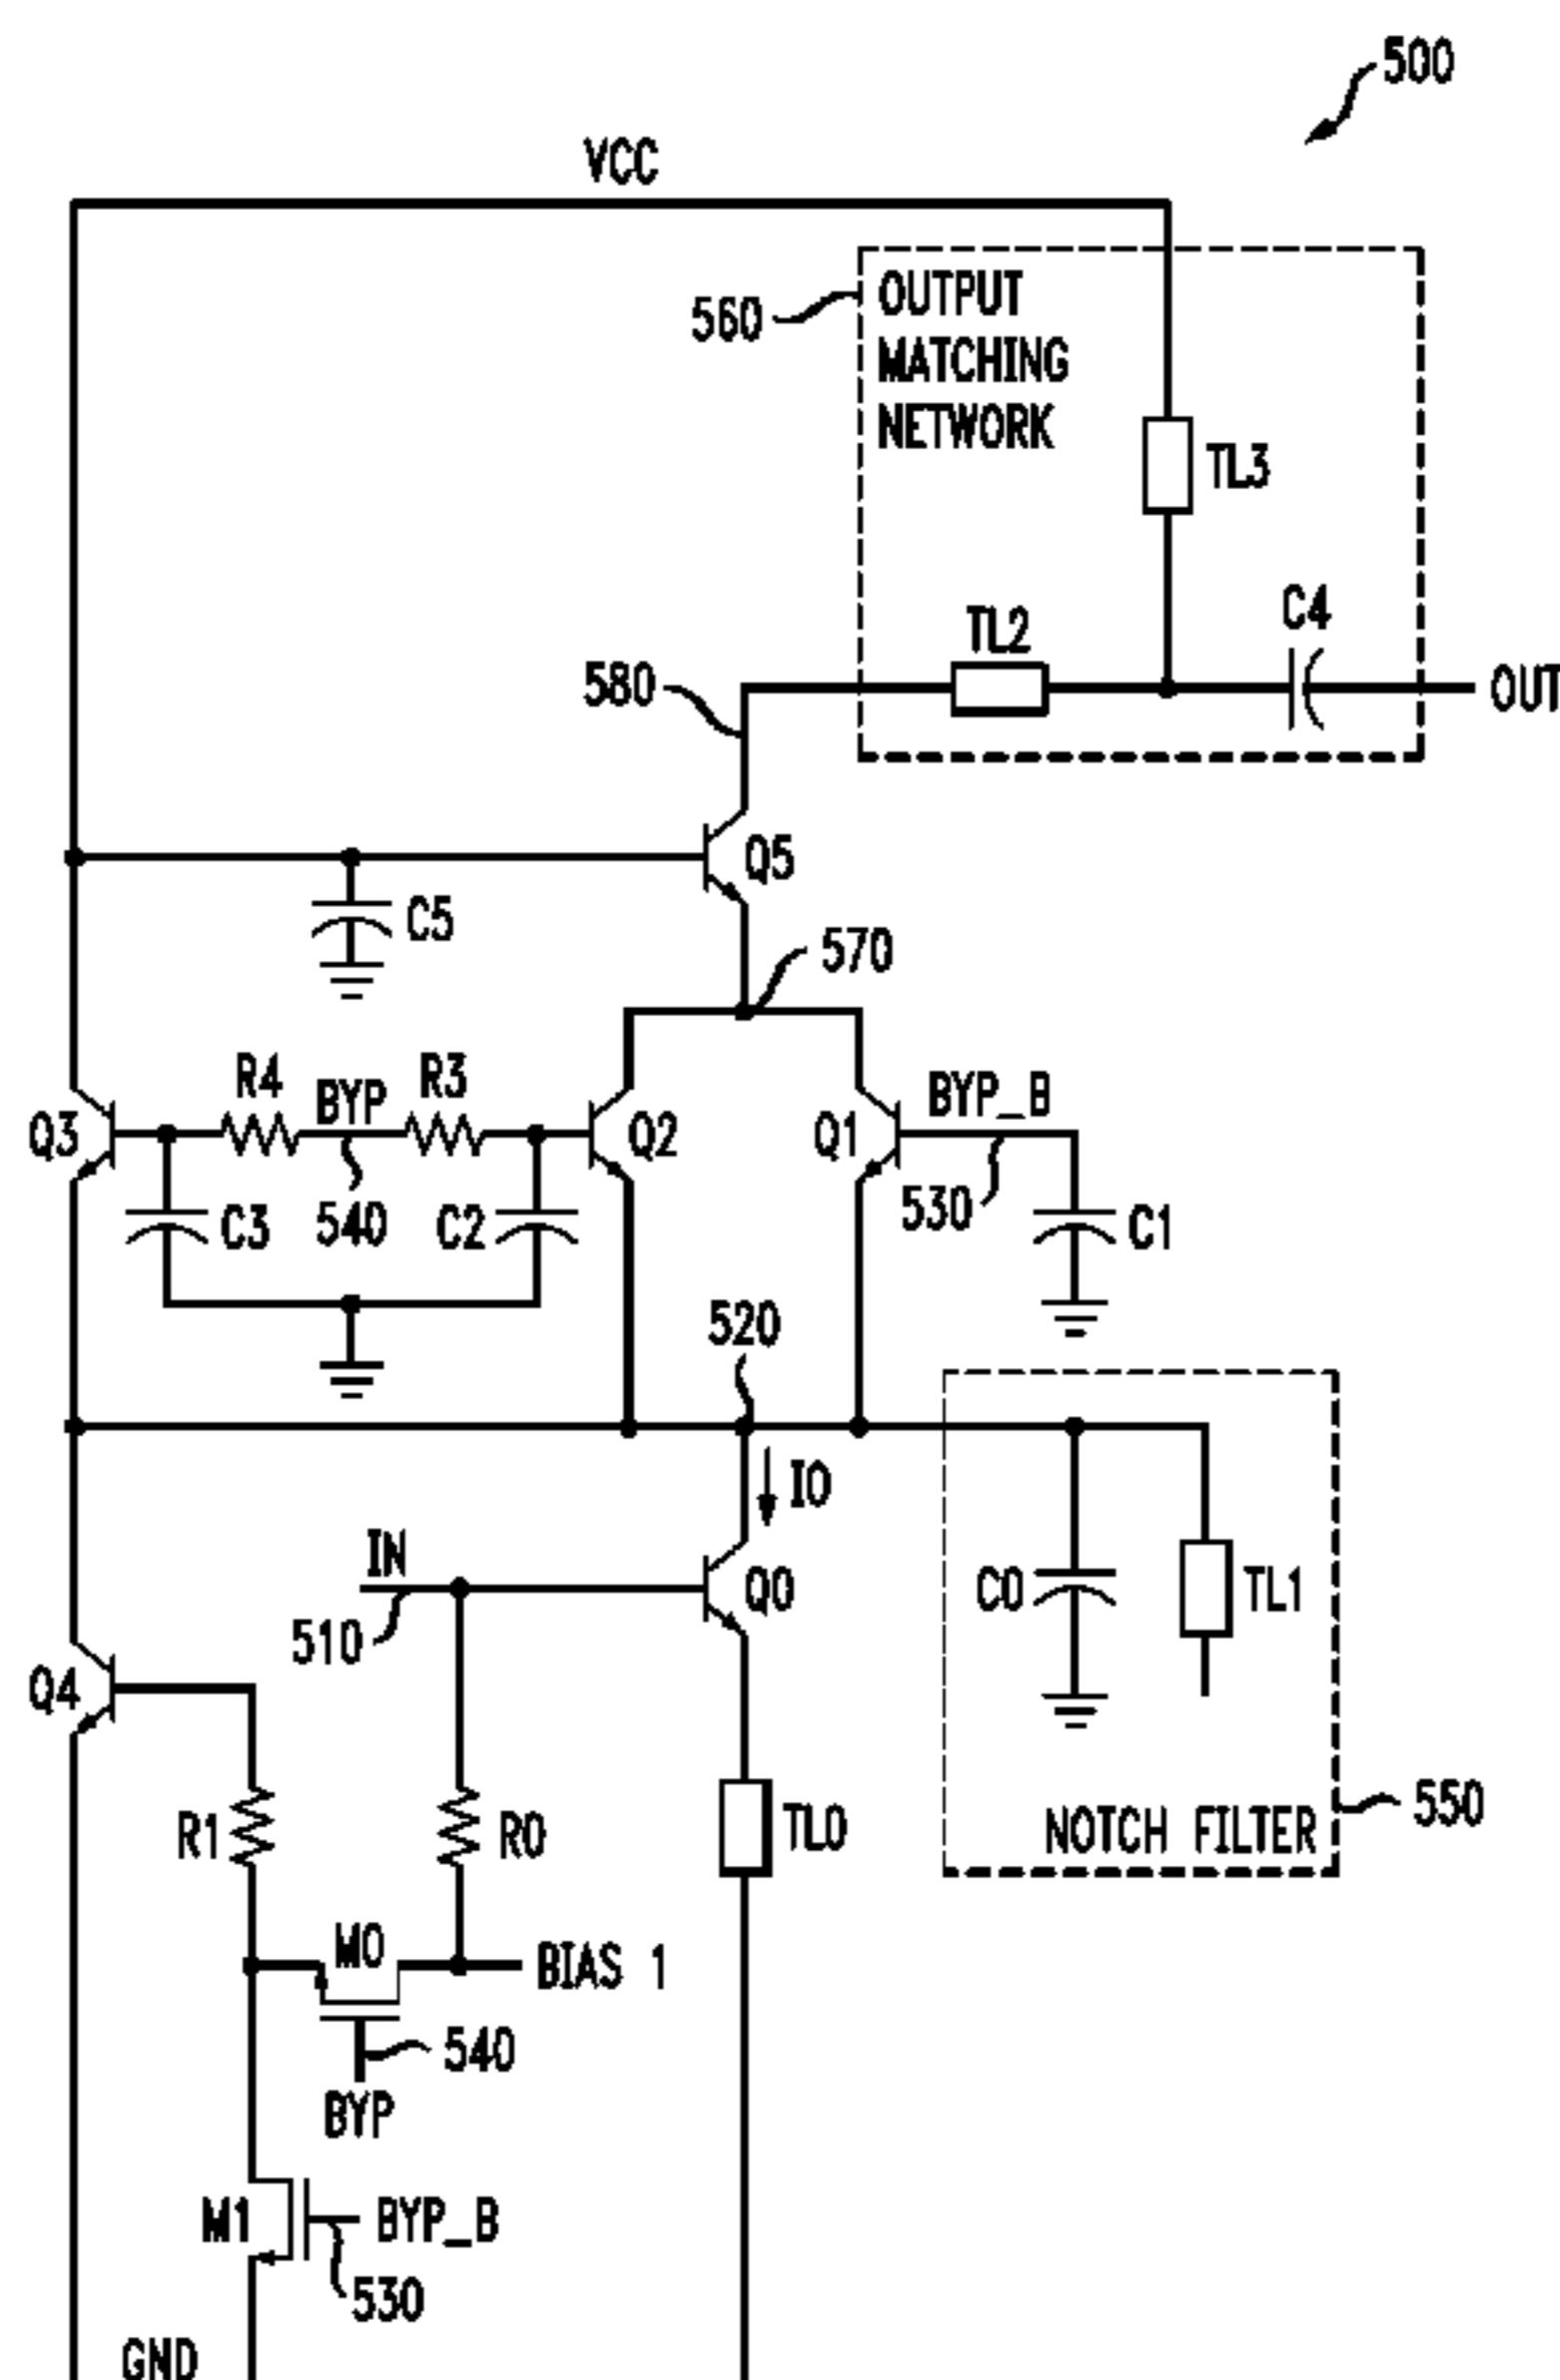 500
VCC
560
OUTPUT
MATCHING
NETWORK
TL3
C4
TL2
580
OUT
Q5
C5
570
R4
BYP
R3
BYP_B
Q3
Q2
Q1
530
C3
540
C2
C1
520
I0
IN
Q0
C0
TL1
510
Q4
R1
R0
TL0
NOTCH FILTER
550
M0
BIAS 1
540
BYP
M1
BYP_B
530
GND